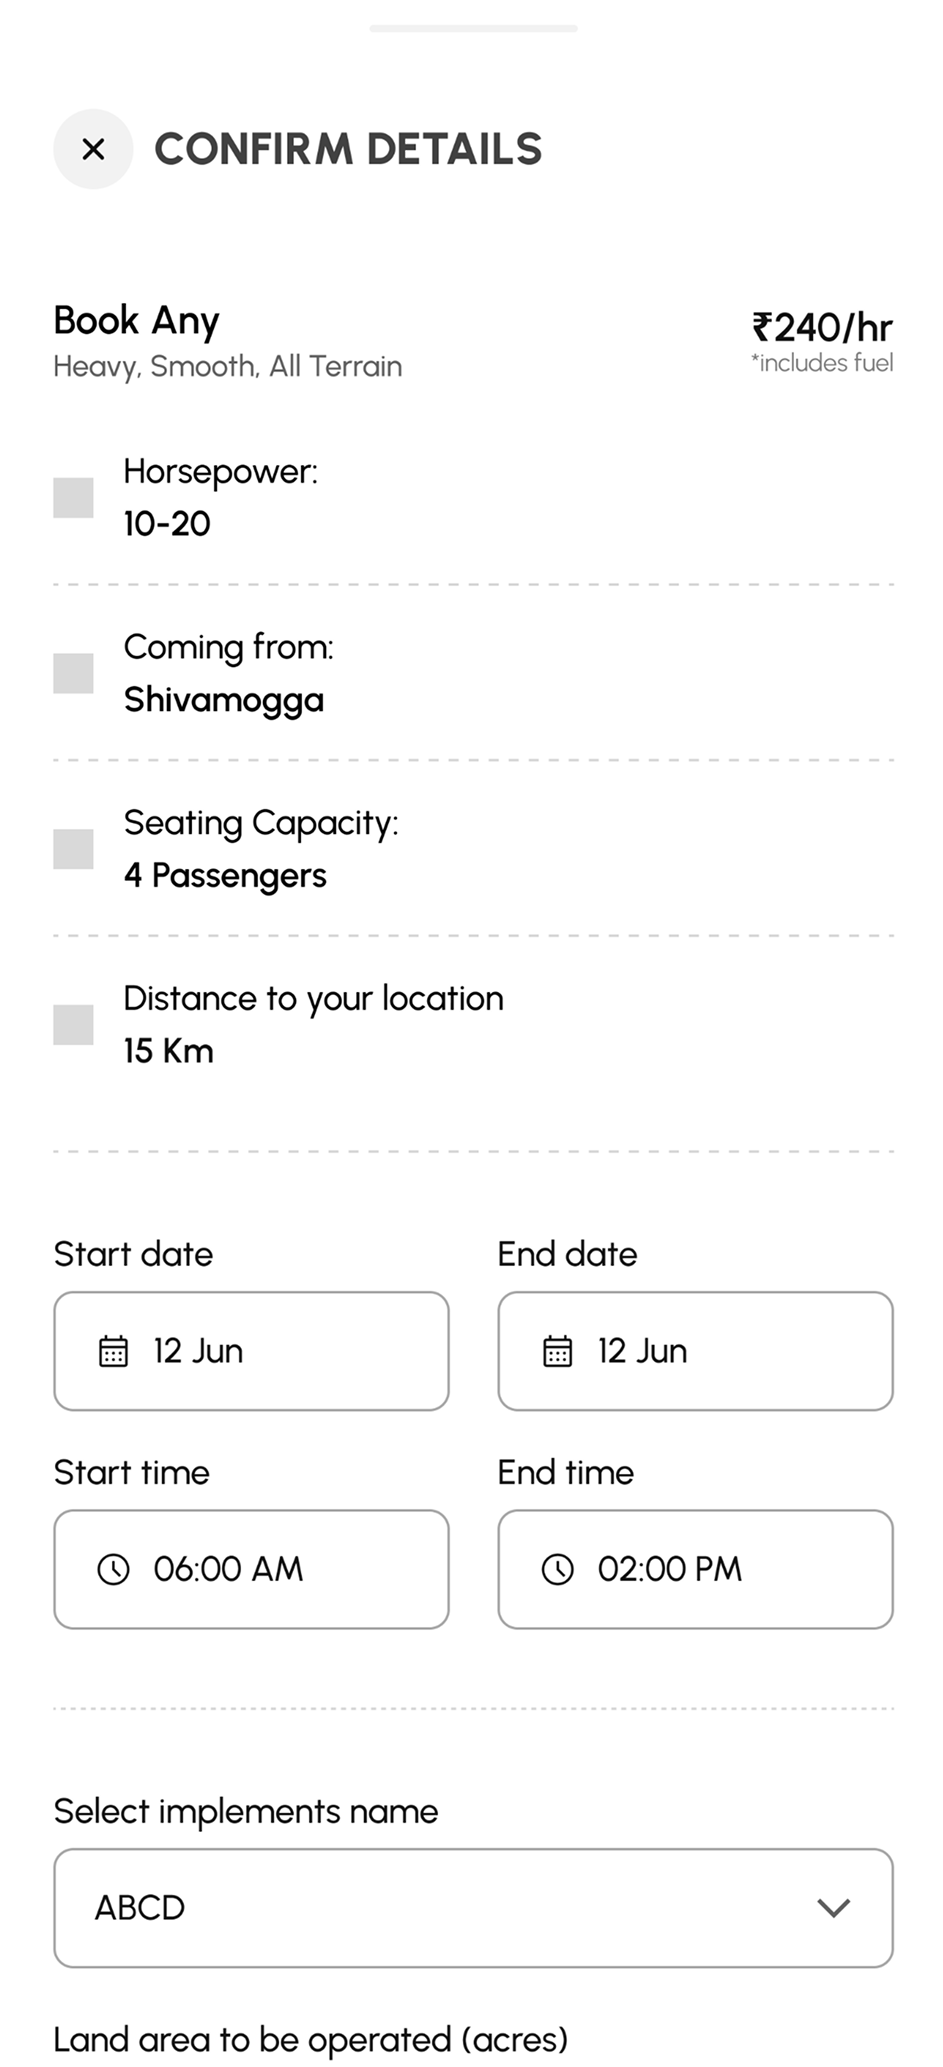 CONFIRM DETAILS
Book Any
₹240/hr
Heavy, Smooth, All Terrain
*includes fuel
Horsepower:
10-20
Coming from:
Shivamogga
Seating Capacity:
4 Passengers
Distance to your location
15 Km
Start date
End date
12 Jun
12 Jun
Start time
End time
06:00 AM
02:00 PM
Select implements name
ABCD
Land area to be operated (acres)